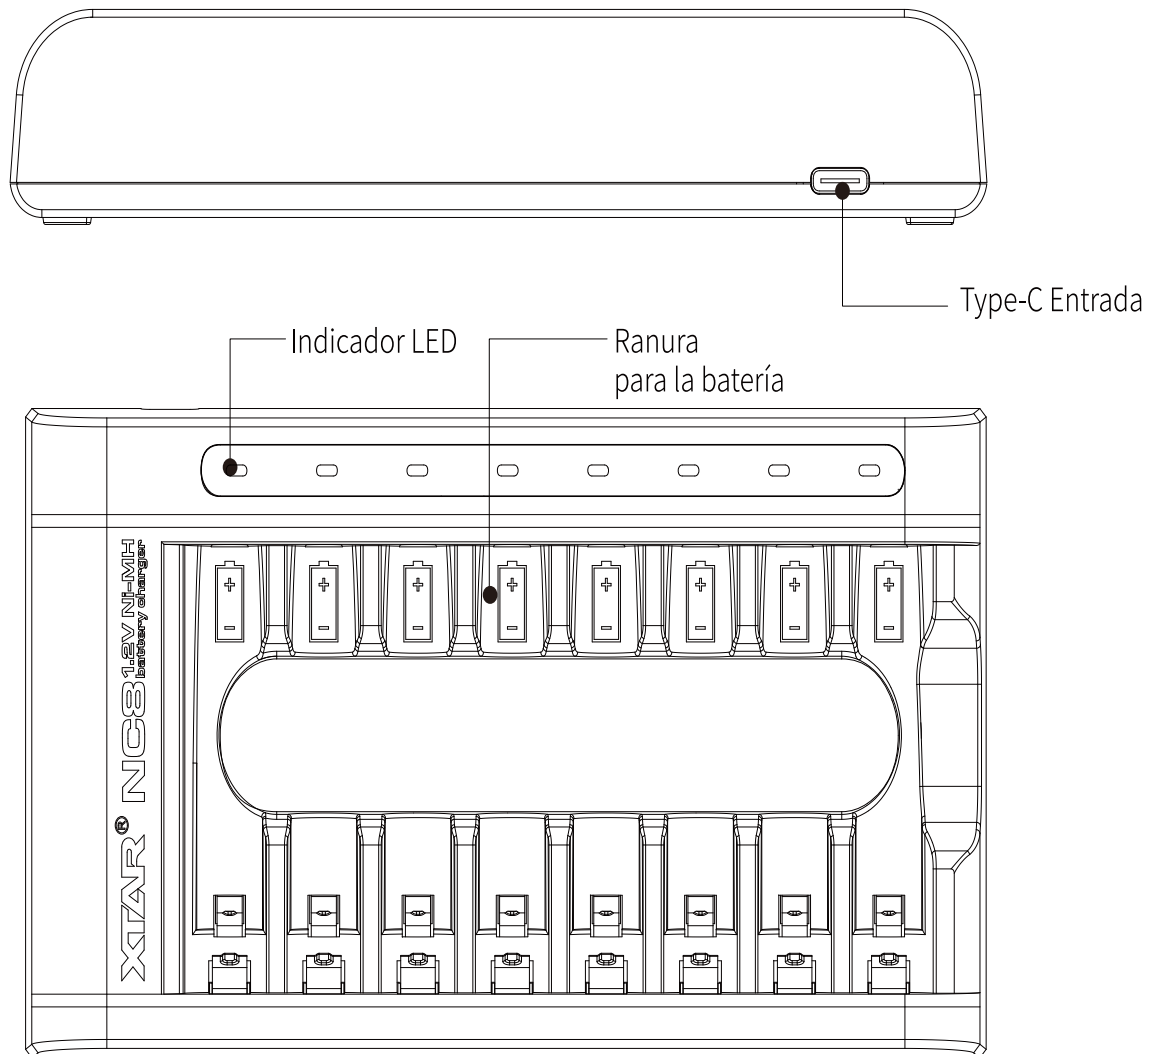 Type-C Entrada
Indicador LED
Ranura
para la batería
XTAR® NC8 1.2V Ni-MH
battery charger